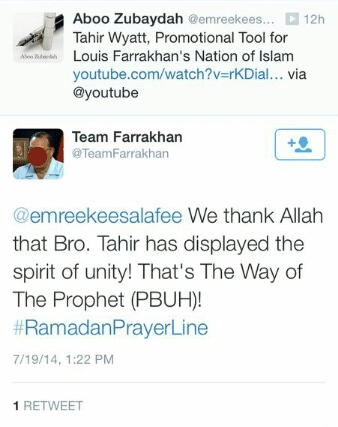 Aboo Zubaydah @emreekees... 12h
Tahir Wyatt, Promotional Tool for
Louis Farrakhan's Nation of Islam
youtube.com/watch?v=rKDial... via
@youtube
Aboo Zubaydah
Team Farrakhan
@TeamFarrakhan
@emreekeesalafee We thank Allah
that Bro. Tahir has displayed the
spirit of unity! That's The Way of
The Prophet (PBUH)!
#RamadanPrayerLine
7/19/14, 1:22 PM
1 RETWEET